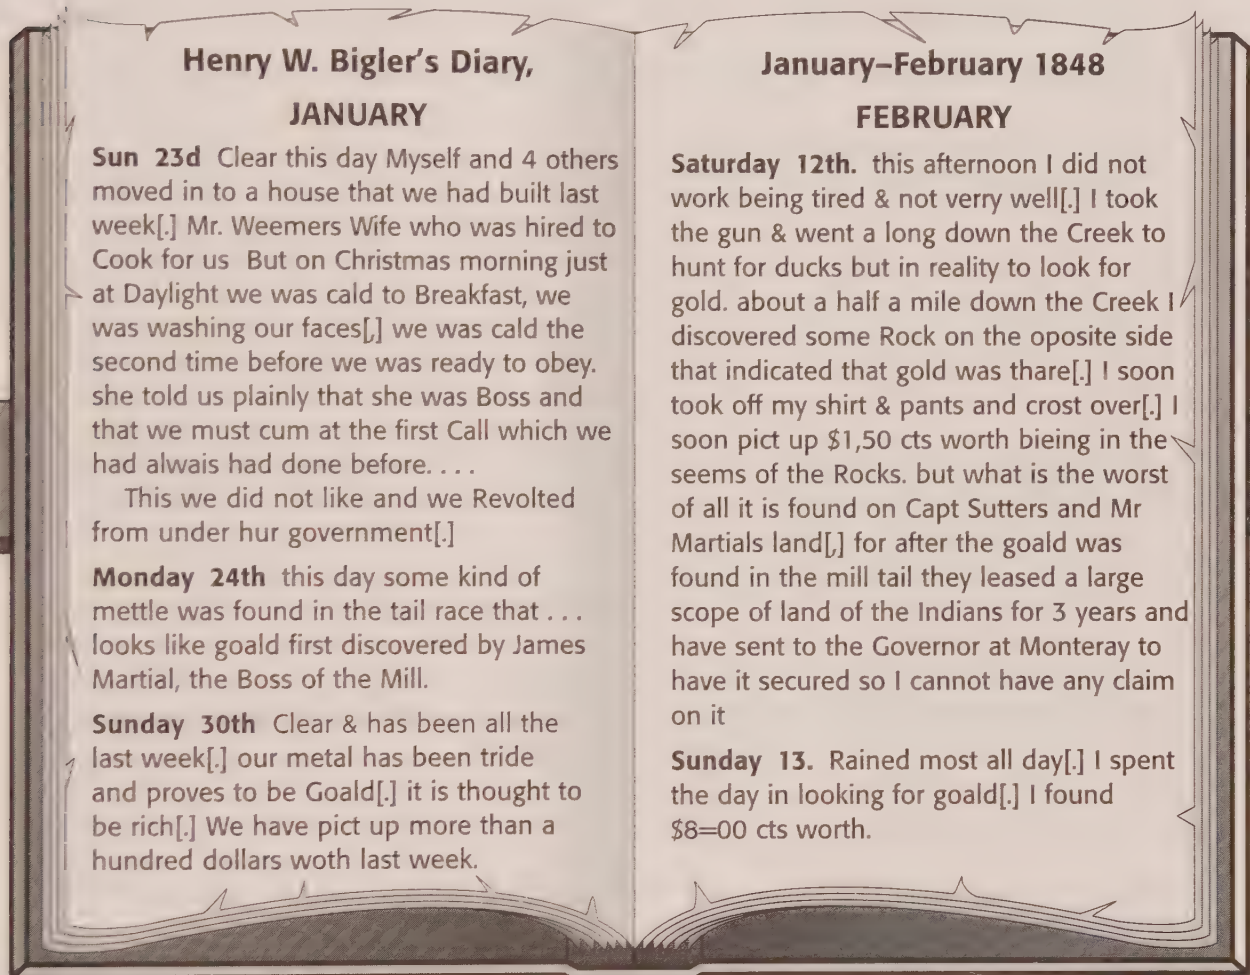 Henry W. Bigler's Diary,
JANUARY
Sun 23d Clear this day Myself and 4 others
moved in to a house that we had built last
week[.] Mr. Weemers Wife who was hired to
Cook for us But on Christmas morning just
at Daylight we was cald to Breakfast, we
was washing our faces[,] we was cald the
second time before we was ready to obey.
she told us plainly that she was Boss and
that we must cum at the first Call which we
had alwais had done before. . . .
This we did not like and we Revolted
from under hur government[.]
Monday 24th this day some kind of
mettle was found in the tail race that . . .
looks like goald first discovered by James
Martial, the Boss of the Mill.
Sunday 30th Clear & has been all the
last week[.] our metal has been tride
and proves to be Goald[.] it is thought to
be rich[.] We have pict up more than a
hundred dollars woth last week.
January–February 1848
FEBRUARY
Saturday 12th. this afternoon I did not
work being tired & not verry well[.] I took
the gun & went a long down the Creek to
hunt for ducks but in reality to look for
gold. about a half a mile down the Creek I
discovered some Rock on the oposite side
that indicated that gold was thare[.] I soon
took off my shirt & pants and crost over[.] I
soon pict up $1,50 cts worth bieing in the
seems of the Rocks. but what is the worst
of all it is found on Capt Sutters and Mr
Martials land[,] for after the goald was
found in the mill tail they leased a large
scope of land of the Indians for 3 years and
have sent to the Governor at Monteray to
have it secured so I cannot have any claim
on it
Sunday 13. Rained most all day[.] I spent
the day in looking for goald[.] I found
$8=00 cts worth.